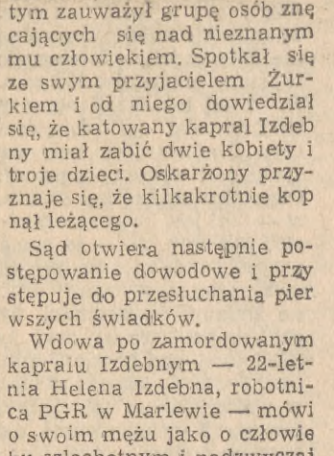 tym zauważył grupę osób znę
cających się nad nieznanym
mu człowiekiem. Spotkał się
ze swym przyjacielem Żur-
kiem i od niego dowiedział
się, że katowany kapral Izdeb
ny miał zabić dwie kobiety i
troje dzieci. Oskarżony przy-
znaje się, że kilkakrotnie kop
nął leżącego.
Sąd otwiera następnie po-
stępowanie dowodowe i przy
stępuje do przesłuchania pier
wszych świadków.
Wdowa po zamordowanym
kapralu Izdebnym — 22-let-
nia Helena Izdebna, robotni-
ca PGR w Marlewie — mówi
o swoim mężu jako o człowie
ku szlachetnym i nadzwyczaj